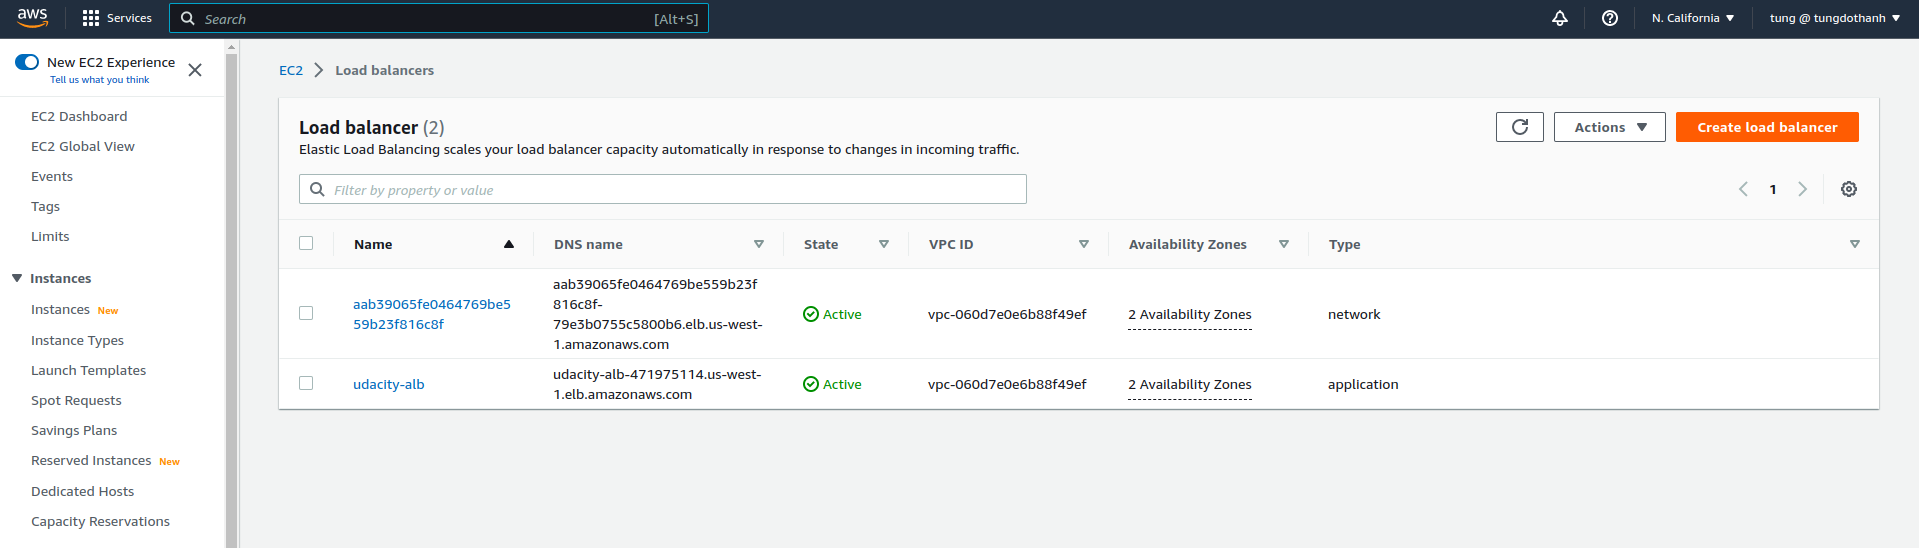 aws
Services
Search
[Alt+S]
N. California
tung @ tungdothanh
New EC2 Experience
Tell us what you think
EC2 Dashboard
EC2 Global View
Events
Tags
Limits
Instances
Instances New
Instance Types
Launch Templates
Spot Requests
Savings Plans
Reserved Instances New
Dedicated Hosts
Capacity Reservations
EC2 > Load balancers
Load balancer (2)
Elastic Load Balancing scales your load balancer capacity automatically in response to changes in incoming traffic.
Actions
Create load balancer
Filter by property or value
1
Name
DNS name
State
VPC ID
Availability Zones
Type
aab39065fe0464769be5
59b23f816c8f
aab39065fe0464769be559b23f
816c8f-
79e3b0755c5800b6.elb.us-west-
1.amazonaws.com
Active
vpc-060d7e0e6b88f49ef
2 Availability Zones
network
udacity-alb
udacity-alb-471975114.us-west-
1.elb.amazonaws.com
Active
vpc-060d7e0e6b88f49ef
2 Availability Zones
application